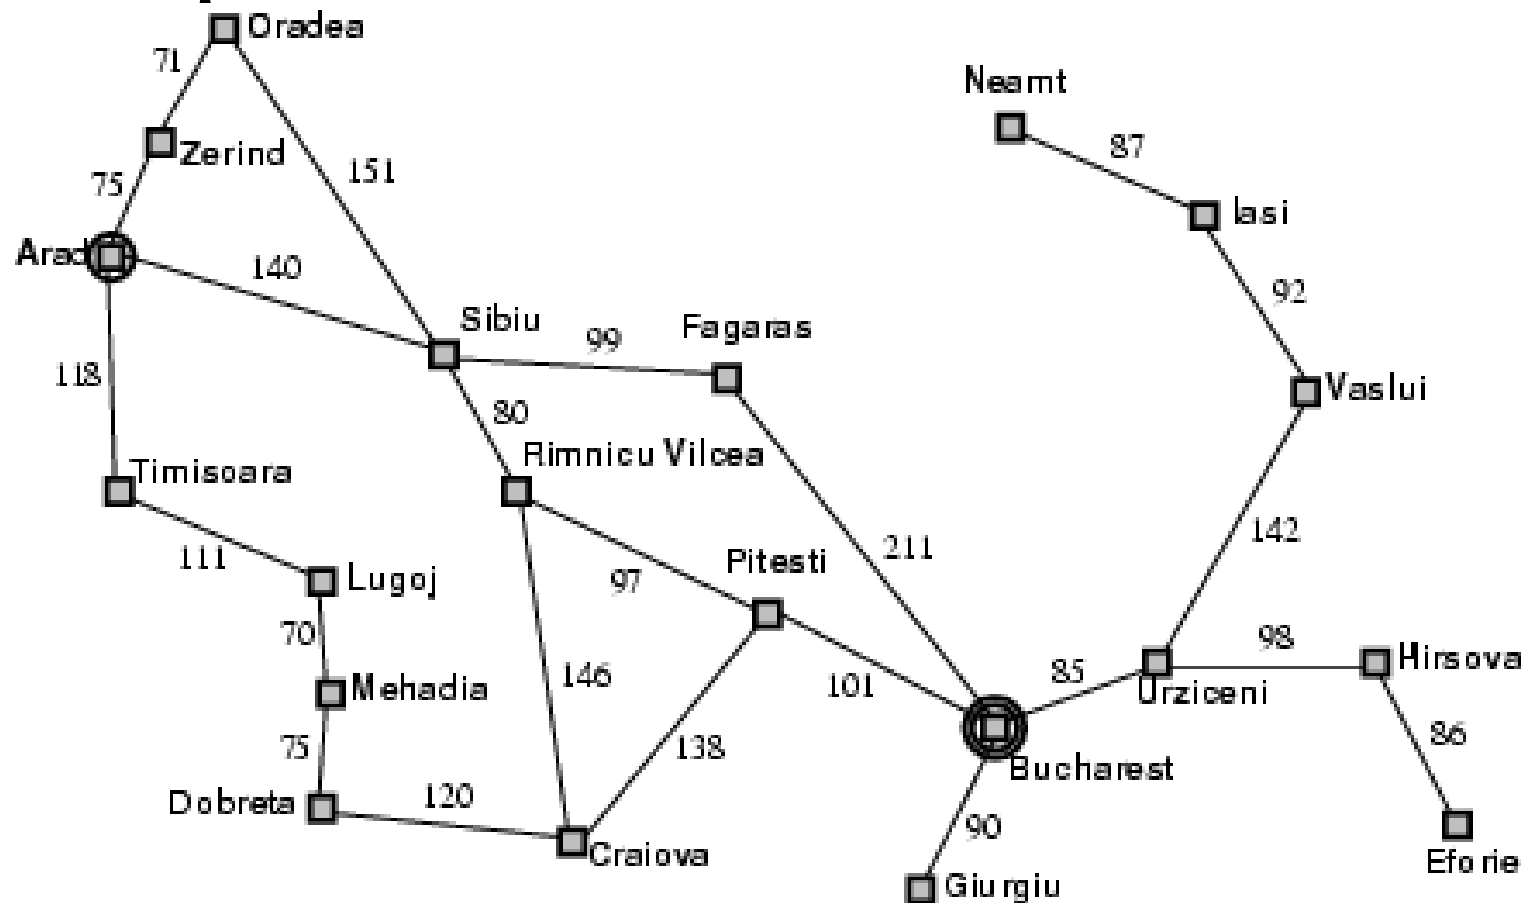 Oradea
71
Neamt
Zerind
87
151
75
Iasi
Arad
140
92
Sibiu
Fagaras
99
118
Vaslui
80
Rimnicu Vilcea
Timisoara
142
211
111
Pitesti
97
Lugoj
70
98
Hirsova
85
Urziceni
146
101
Mehadia
86
75
138
Bucharest
120
Dobreta
90
Craiova
Eforie
Giurgiu